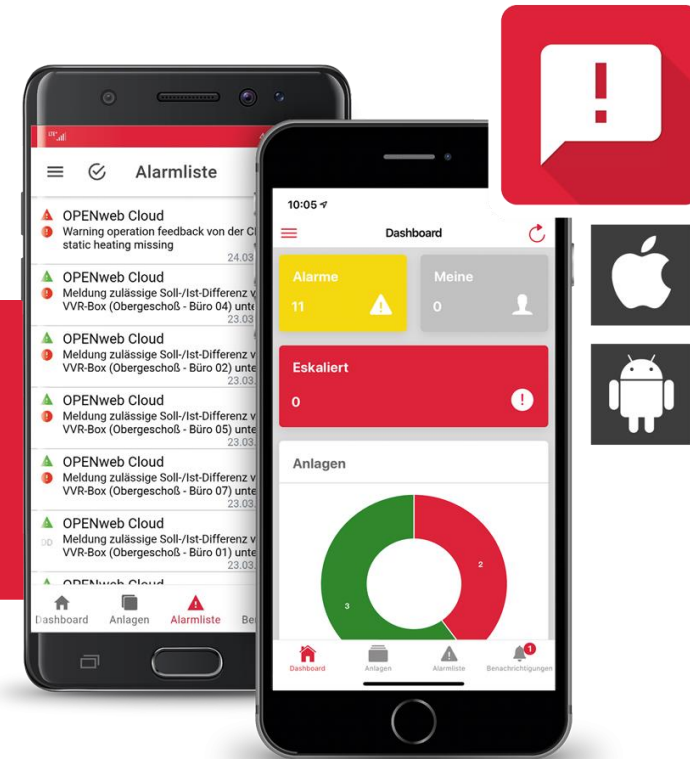 Alarmliste
OPENweb Cloud
Warning operation feedback von der
static heating missing
24.03
OPENweb Cloud
Meldung zulässige Soll-/Ist-Differenz
VVR-Box (Obergeschoß - Büro 04)
23.03.
OPENweb Cloud
Meldung zulässige Soll-/Ist-Differenz
VVR-Box (Obergeschoß - Büro 02)
23.03.
OPENweb Cloud
Meldung zulässige Soll-/Ist-Differenz
VVR-Box (Obergeschoß - Büro 05)
23.03.
OPENweb Cloud
Meldung zulässige Soll-/Ist-Differenz
VVR-Box (Obergeschoß - Büro 07)
23.03.
OPENweb Cloud
Meldung zulässige Soll-/Ist-Differenz
VVR-Box (Obergeschoß - Büro 01)
23.03.
OPENweb Cloud
Dashboard Anlagen Alarmliste
10:05
Dashboard
Alarme Meine
11 0
Eskaliert
0
Anlagen
2
3
1
Dashboard Anlagen Alarmliste Benachrichtigungen
!